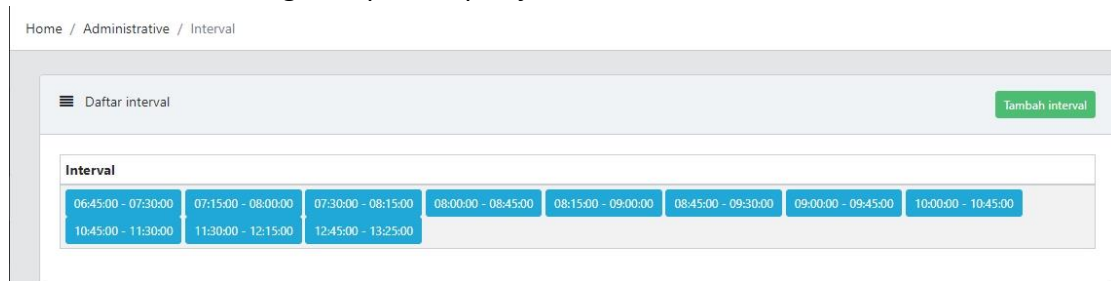 Home / Administrative / Interval
Daftar interval
Tambah interval
Interval
06:45:00 - 07:30:00 07:15:00 - 08:00:00 07:30:00 - 08:15:00 08:00:00 - 08:45:00 08:15:00 - 09:00:00 08:45:00 - 09:30:00 09:00:00 - 09:45:00 10:00:00 - 10:45:00
10:45:00 - 11:30:00 11:30:00 - 12:15:00 12:45:00 - 13:25:00